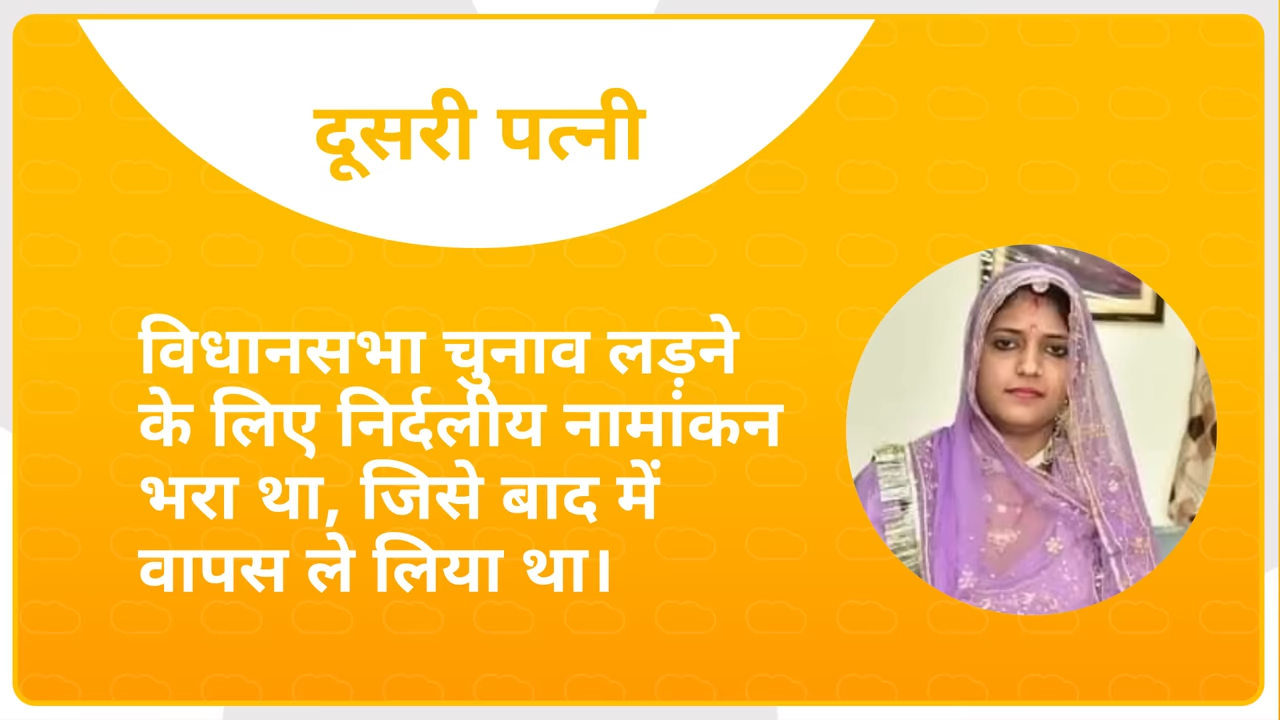 दूसरी पत्नी
विधानसभा चुनाव लड़ने
के लिए निर्दलीय नामांकन
भरा था, जिसे बाद में
वापस ले लिया था।